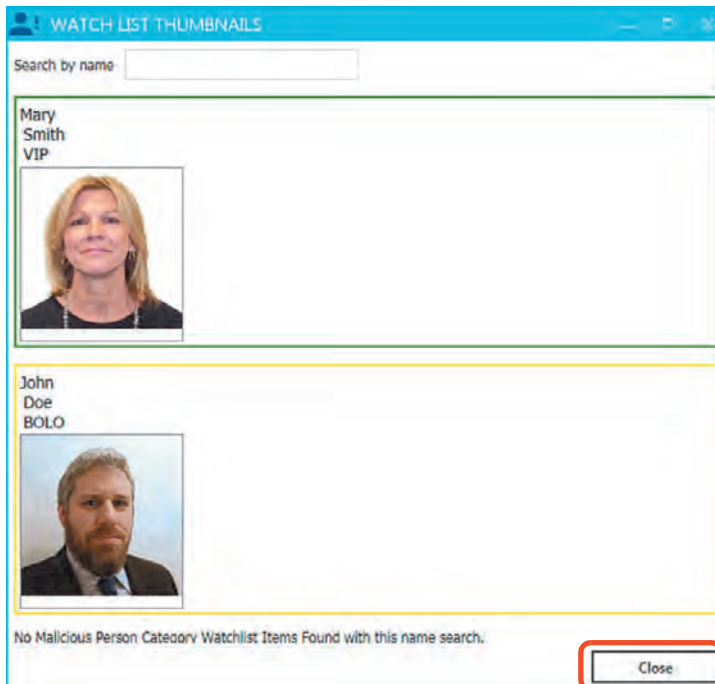 WATCH LIST THUMBNAILS
Search by name
Mary
Smith
VIP
John
Doe
BOLO
No Malicious Person Category Watchlist Items Found with this name search.
Close